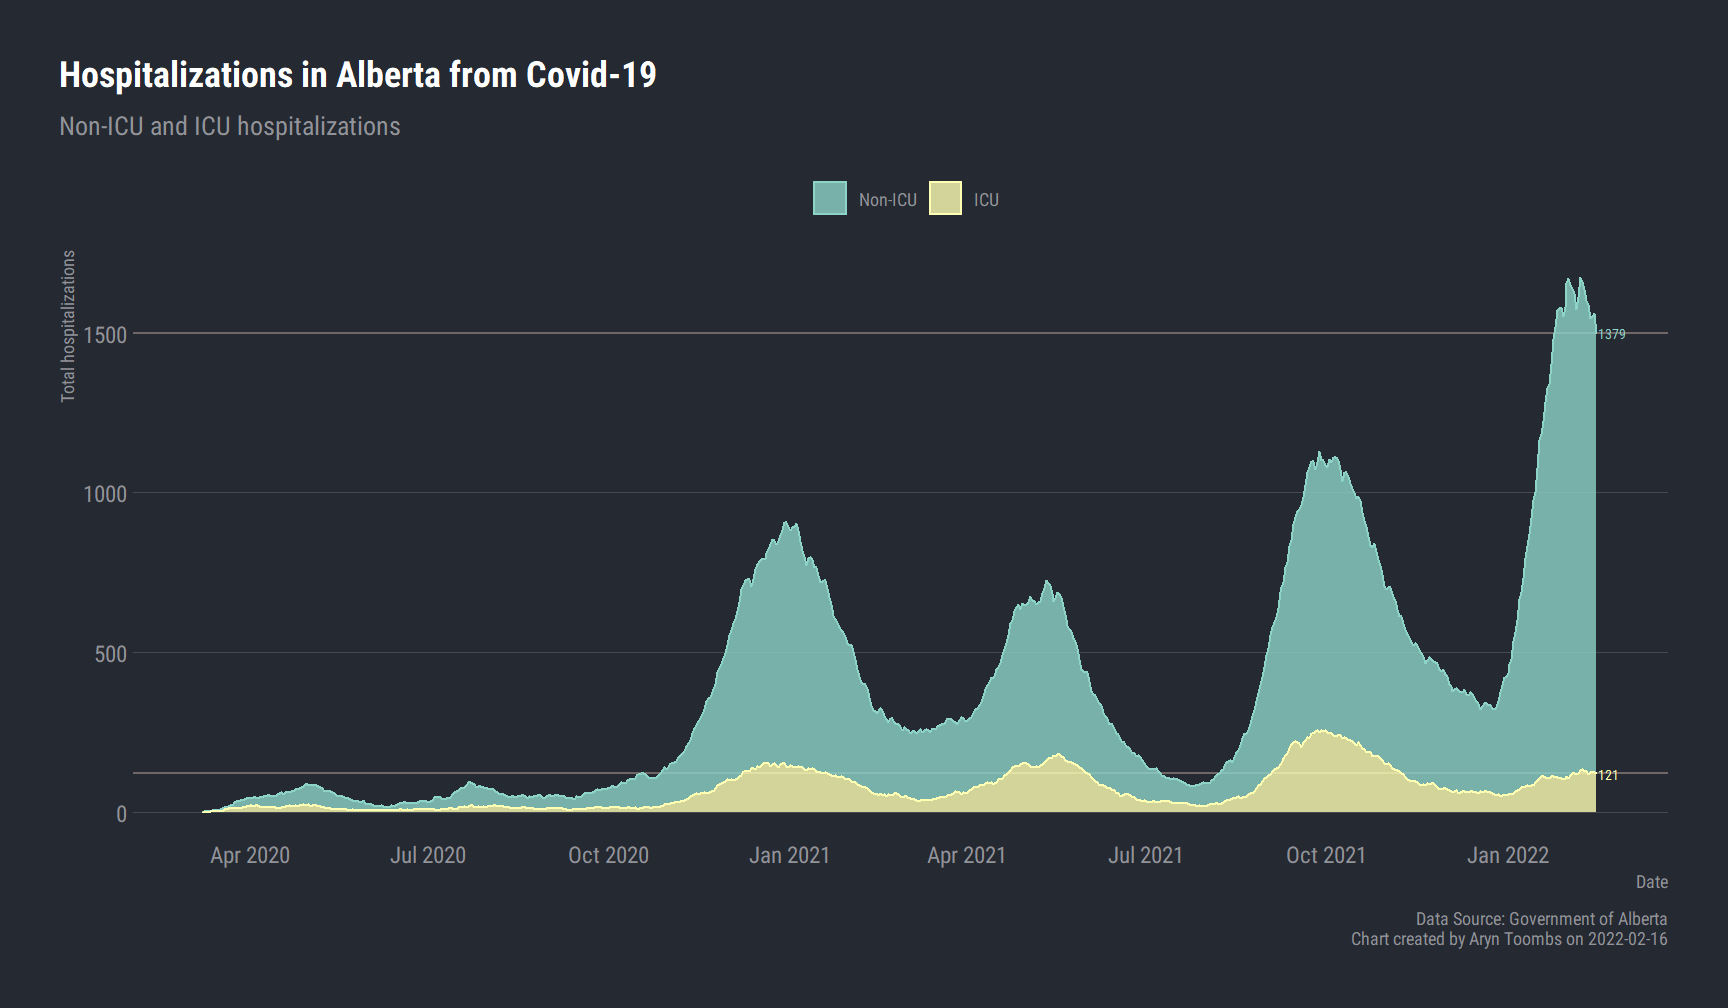 Hospitalizations in Alberta from Covid-19
Non-ICU and ICU hospitalizations
Non-ICU
ICU
Total hospitalizations
1500
1379
1000
500
121
0
Apr 2020
Jul 2020
Oct 2020
Jan 2021
Apr 2021
Jul 2021
Oct 2021
Jan 2022
Date
Data Source: Government of Alberta
Chart created by Aryn Toombs on 2022-02-16